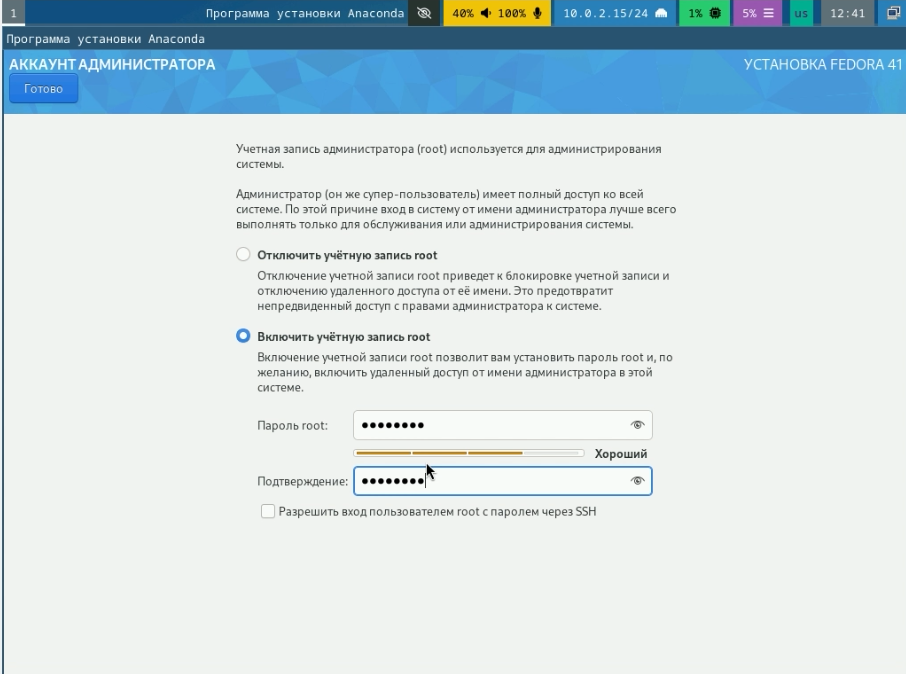 1 Программа установки Anaconda 40% 100% 10.0.2.15/24 1% 5% us 12:41
Программа установки Anaconda
АККАУНТ АДМИНИСТРАТОРА УСТАНОВКА FEDORA 41
Готово
Учетная запись администратора (root) используется для администрирования
системы.
Администратор (он же супер-пользователь) имеет полный доступ ко всей
системе. По этой причине вход в систему от имени администратора лучше всего
выполнять только для обслуживания или администрирования системы.
Отключить учётную запись root
Отключение учетной записи root приведет к блокировке учетной записи и
отключению удаленного доступа от её имени. Это предотвратит
непредвиденный доступ с правами администратора к системе.
Включить учётную запись root
Включение учетной записи root позволит вам установить пароль root и, по
желанию, включить удаленный доступ от имени администратора в этой
системе.
Пароль root: ••••••••
Хороший
Подтверждение: ••••••••
Разрешить вход пользователем root с паролем через SSH